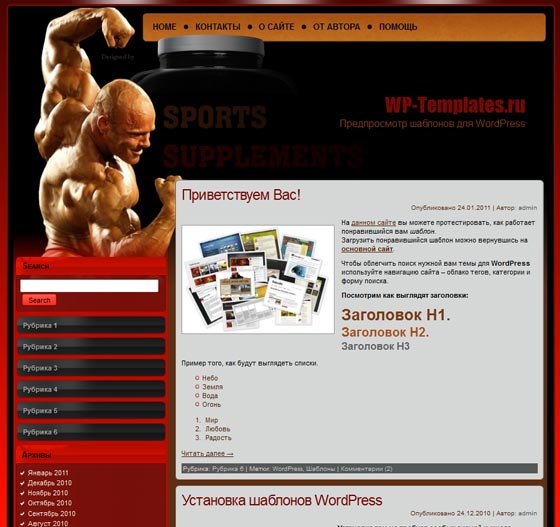 HOME • КОНТАКТЫ • О САЙТЕ • ОТ АВТОРА • ПОМОЩЬ
Designed by
SPORTS
SUPPLEMENTS
WP-Templates.ru
Предпросмотр шаблонов для WordPress
Приветствуем Вас!
Опубликовано 24.01.2011 | Автор: admin
На данном сайте вы можете протестировать, как работает
понравившийся вам шаблон.
Загрузить понравившийся шаблон можно вернувшись на
основной сайт.
Чтобы облегчить поиск нужной вам темы для WordPress
используйте навигацию сайта – облако тегов, категории и
форму поиска.
Посмотрим как выглядят заголовки:
Заголовок H1.
Заголовок H2.
Заголовок H3
Пример того, как будут выглядеть списки.
Небо
Земля
Вода
Огонь
1. Мир
2. Любовь
3. Радость
Читать далее →
Рубрика: Рубрика 6 | Метки: WordPress, Шаблоны | Комментарии (2)
Установка шаблонов WordPress
Опубликовано 24.12.2010 | Автор: admin
Search
Search
Рубрика 1
Рубрика 2
Рубрика 3
Рубрика 4
Рубрика 5
Рубрика 6
Архивы
Январь 2011
Декабрь 2010
Ноябрь 2010
Октябрь 2010
Сентябрь 2010
Август 2010